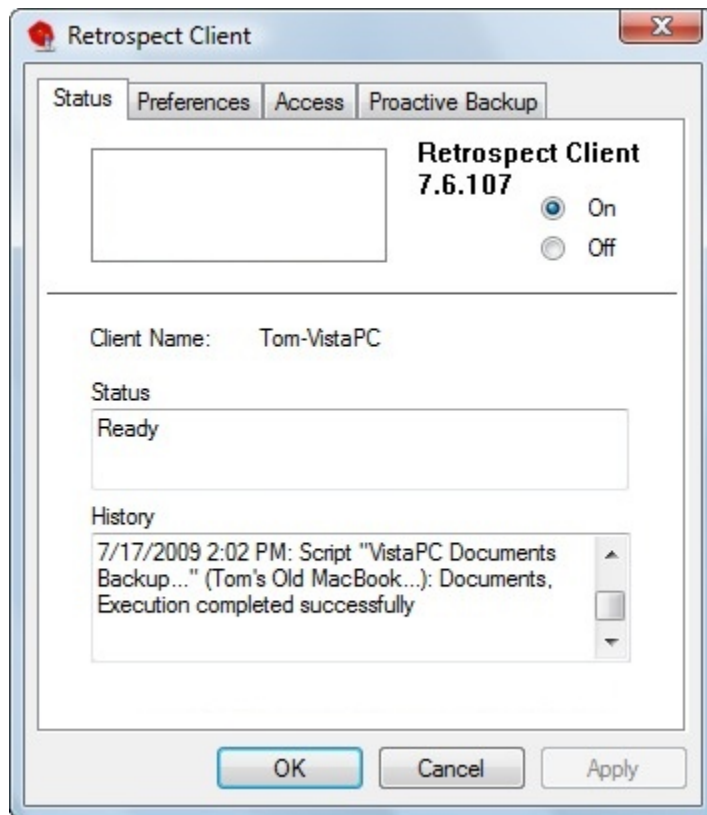 Retrospect Client
Status Preferences Access Proactive Backup
Retrospect Client
7.6.107
On
Off
Client Name: Tom-VistaPC
Status
Ready
History
7/17/2009 2:02 PM: Script "VistaPC Documents
Backup..." (Tom's Old MacBook...): Documents,
Execution completed successfully
OK Cancel Apply